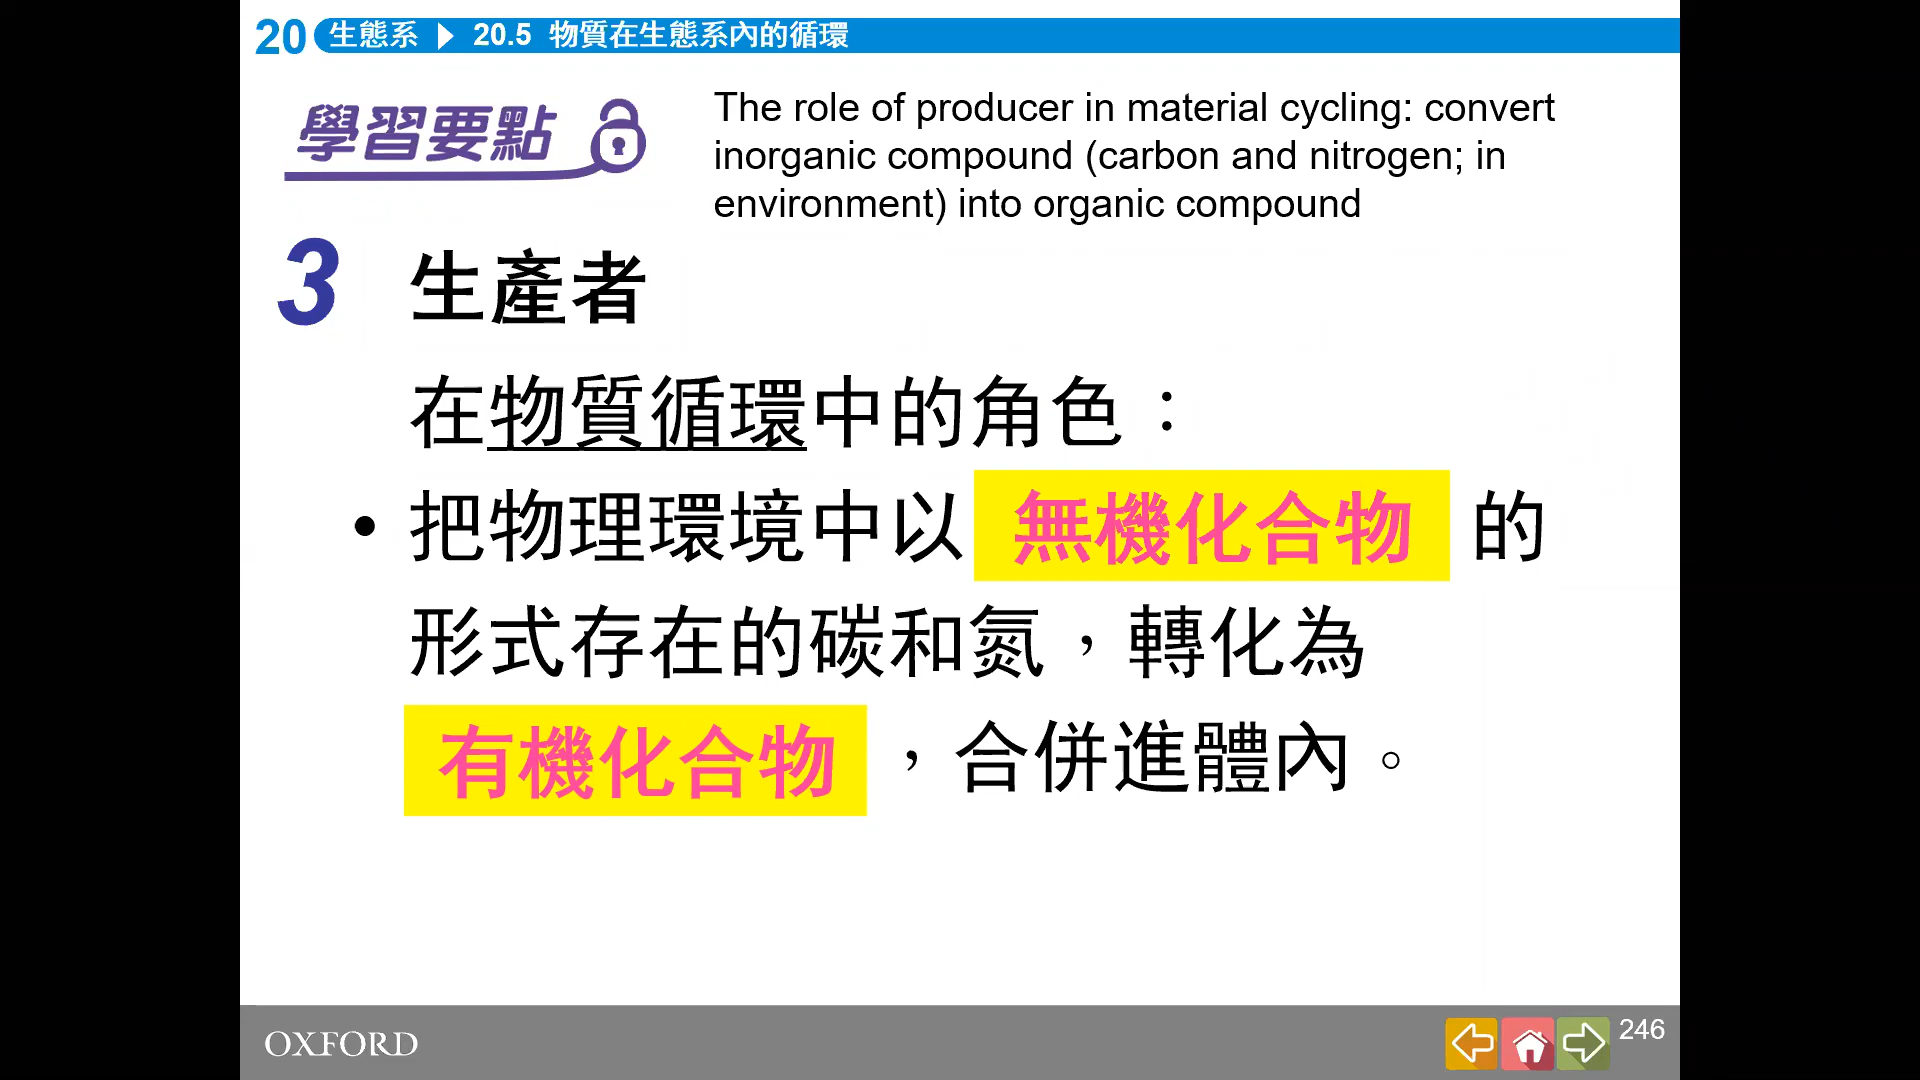 20 生態系 ▶ 20.5 物質在生態系內的循環
學習要點
The role of producer in material cycling: convert
inorganic compound (carbon and nitrogen; in
environment) into organic compound
3 生產者
在物質循環中的角色：
• 把物理環境中以 無機化合物 的
形式存在的碳和氮，轉化為
有機化合物 ，合併進體內。
OXFORD
246